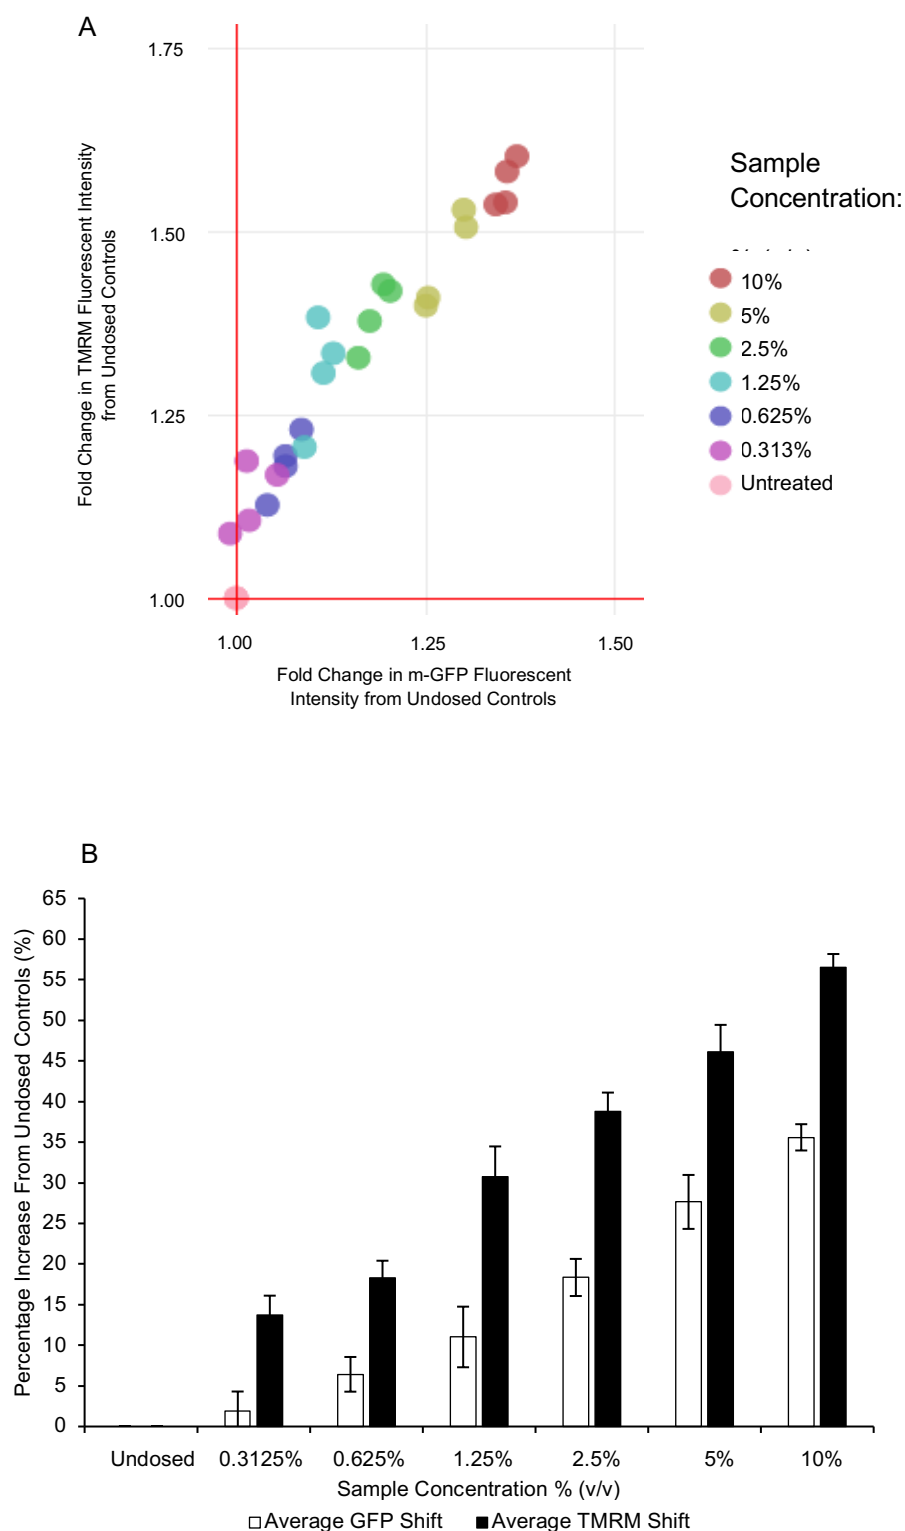 A
1.75
1.50
1.25
1.00
Fold Change in TMRM Fluorescent Intensity
from Undosed Controls
1.00
1.25
1.50
Fold Change in m-GFP Fluorescent
Intensity from Undosed Controls
Sample
Concentration:
10%
5%
2.5%
1.25%
0.625%
0.313%
Untreated
B
Percentage Increase From Undosed Controls (%)
65
60
55
50
45
40
35
30
25
20
15
10
5
0
Undosed 0.3125% 0.625% 1.25% 2.5% 5% 10%
Sample Concentration % (v/v)
Average GFP Shift Average TMRM Shift